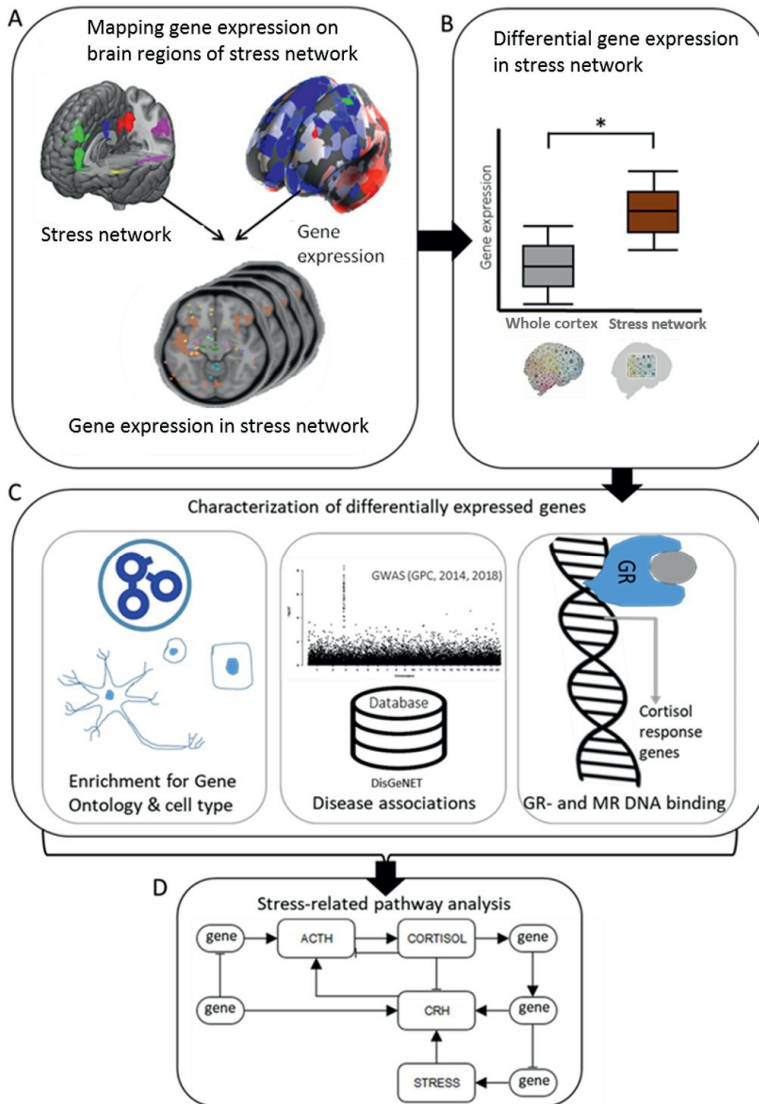 A
Mapping gene expression on
brain regions of stress network
Stress network
Gene
expression
Gene expression in stress network
B
Differential gene expression
in stress network
*
Gene expression
Whole cortex
Stress network
C
Characterization of differentially expressed genes
Enrichment for Gene
Ontology & cell type
GWAS (GPC, 2014, 2018)
Database
DisGeNET
Disease associations
GR
Cortisol
response
genes
GR- and MR DNA binding
D
Stress-related pathway analysis
gene
ACTH
CORTISOL
gene
gene
CRH
gene
STRESS
gene